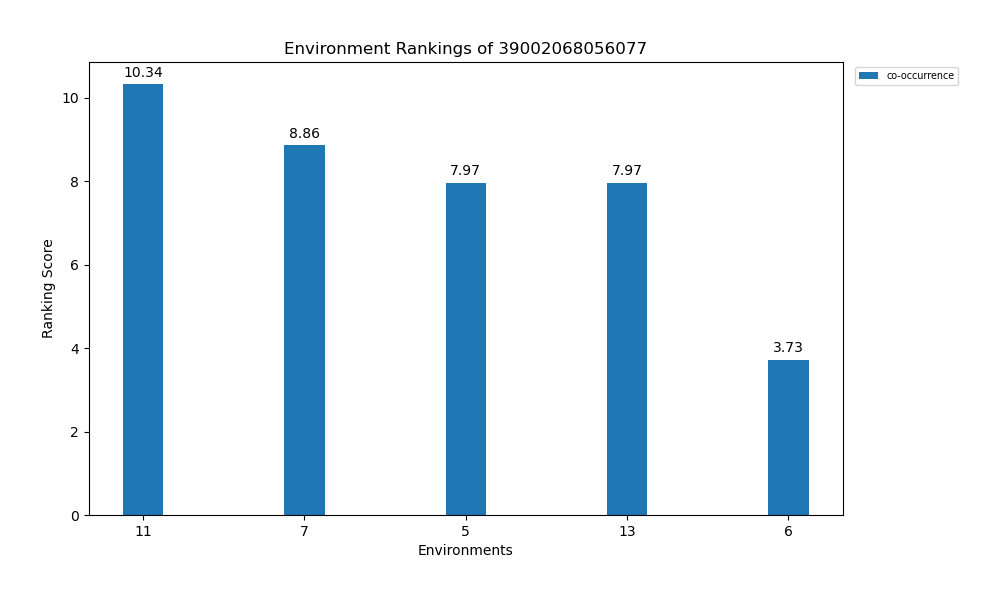 Environment Rankings of 39002068056077
co-occurrence
10.34
8.86
7.97
7.97
3.73
10
8
6
4
2
0
Ranking Score
11 7 5 13 6
Environments